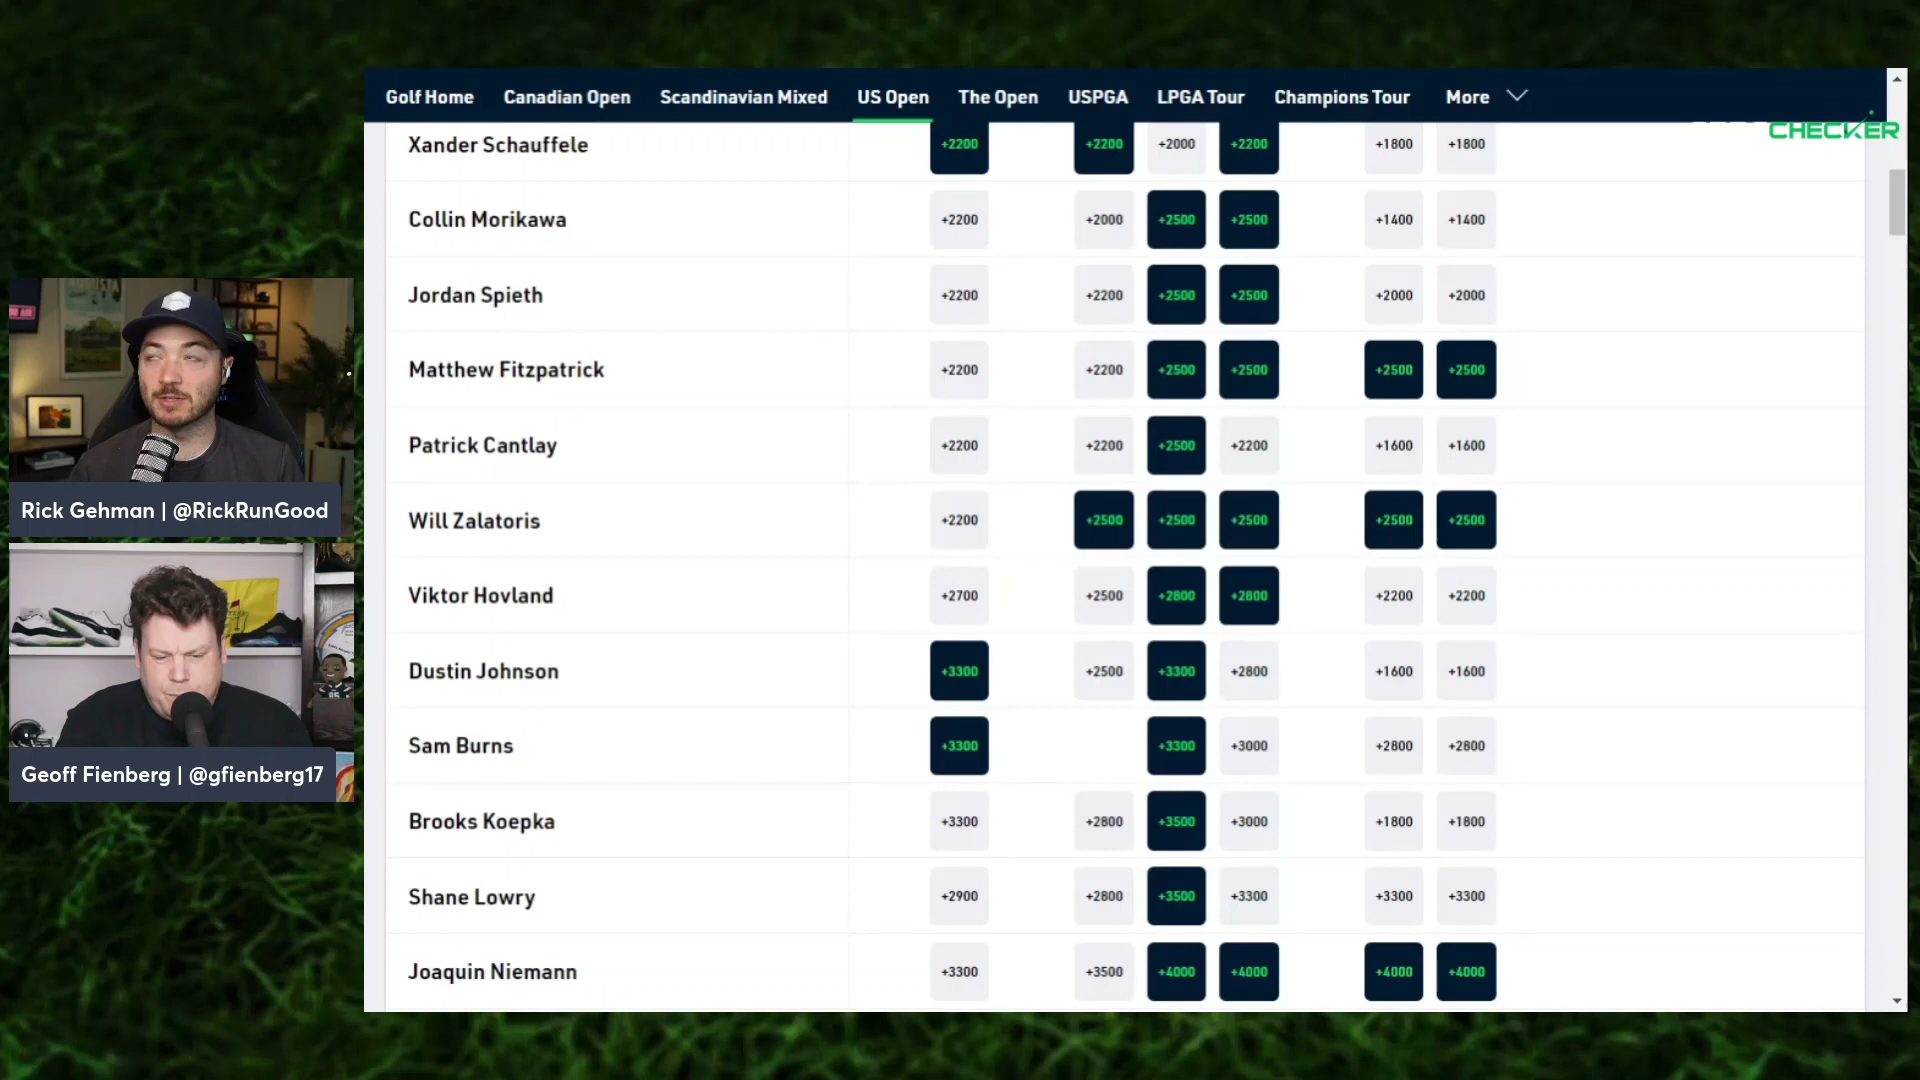 Golf Home Canadian Open Scandinavian Mixed US Open The Open USPGA LPGA Tour Champions Tour More
CHECKER
Xander Schauffele +2200 +2200 +2000 +2200 +1800 +1800
Collin Morikawa +2200 +2000 +2500 +2500 +1400 +1400
Jordan Spieth +2200 +2200 +2500 +2500 +2000 +2000
Matthew Fitzpatrick +2200 +2200 +2500 +2500 +2500 +2500
Patrick Cantlay +2200 +2200 +2500 +2200 +1600 +1600
Will Zalatoris +2200 +2500 +2500 +2500 +2500 +2500
Viktor Hovland +2700 +2500 +2800 +2800 +2200 +2200
Dustin Johnson +3300 +2500 +3300 +2800 +1600 +1600
Sam Burns +3300 +3300 +3000 +2800 +2800
Brooks Koepka +3300 +2800 +3500 +3000 +1800 +1800
Shane Lowry +2900 +2800 +3500 +3300 +3300 +3300
Joaquin Niemann +3300 +3500 +4000 +4000 +4000 +4000
Rick Gehman | @RickRunGood
Geoff Fienberg | @gfienberg17